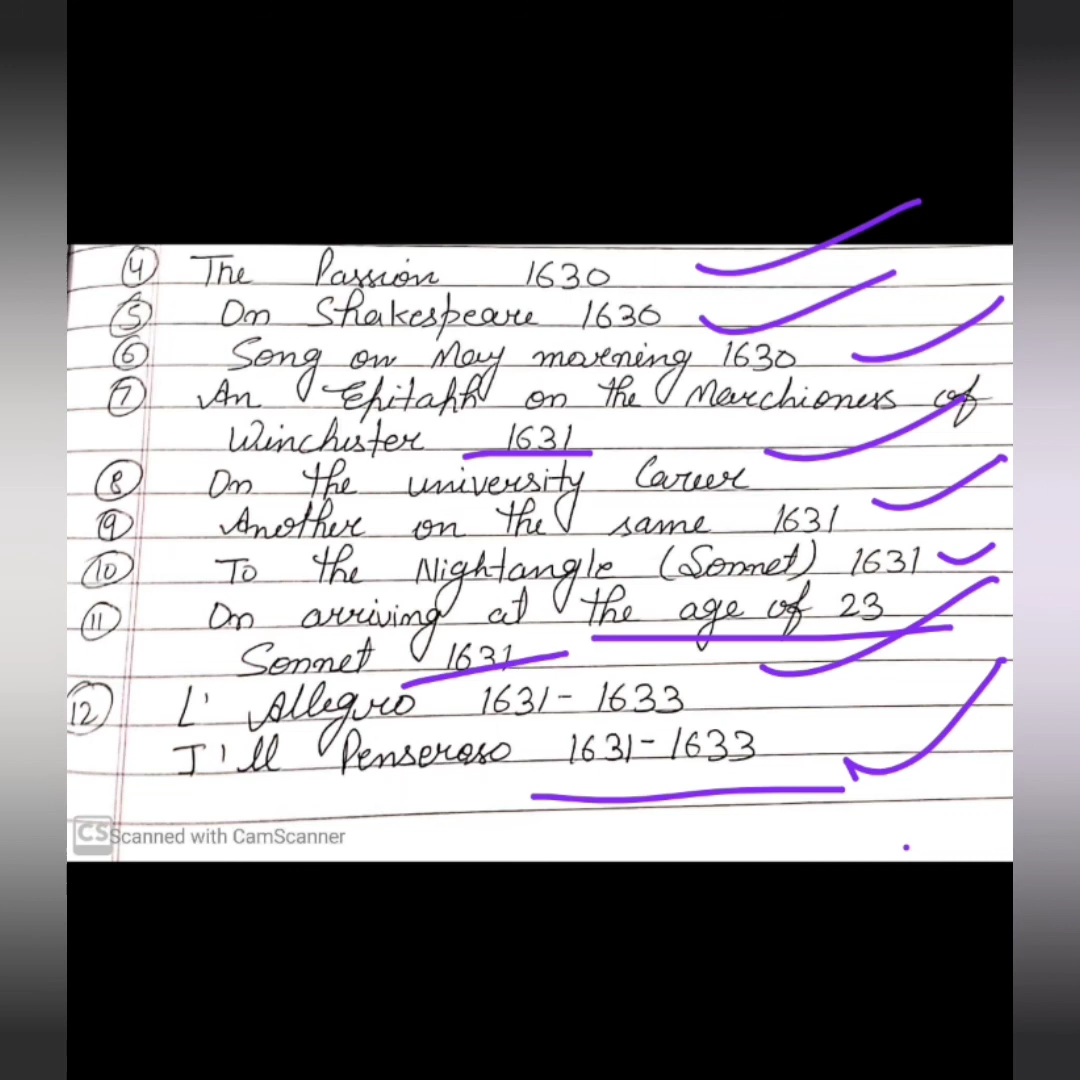 4 The Passion 1630
5 On Shakespeare 1630
6 Song on May morning 1630
7 An Epitahh on the Marchioness of
Winchister 1631
8 On the university Career
9 Another on the same 1631
10 To the Nightangle (Sonnet) 1631
11 On arriving at the age of 23
Sonnet 1631
12 L' Allegro 1631-1633
I'll Penseroso 1631-1633
CS Scanned with CamScanner